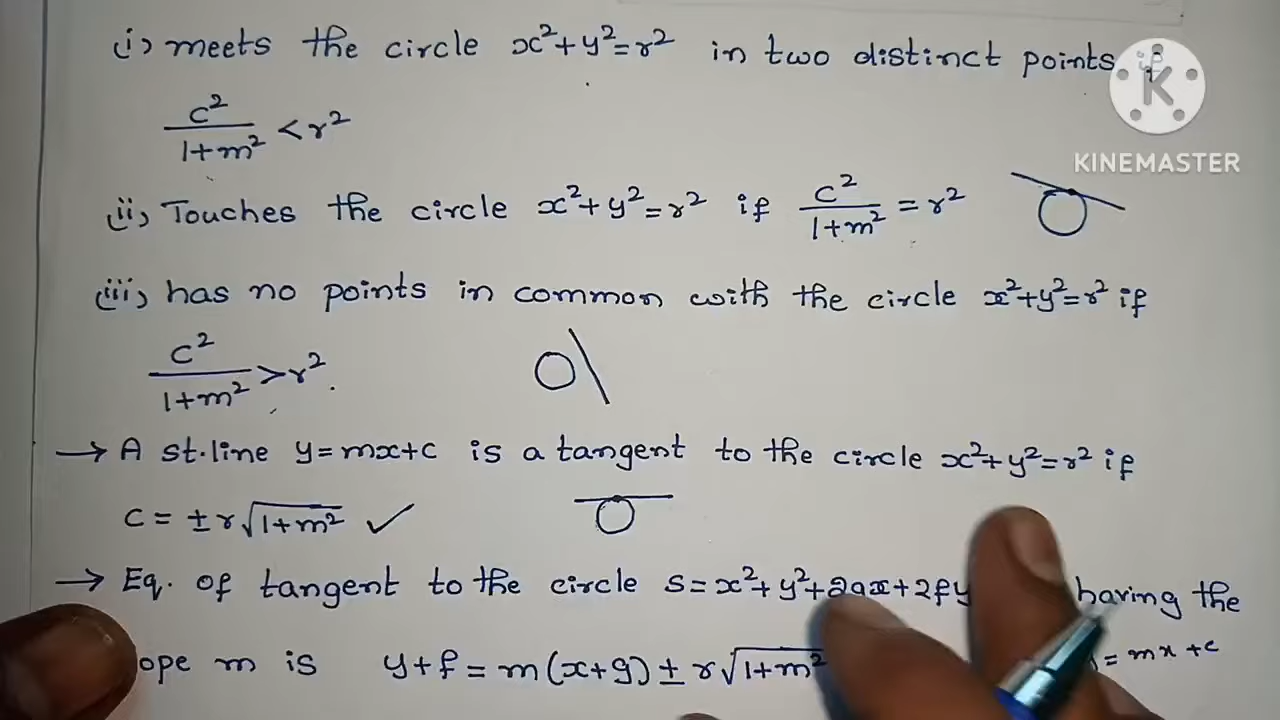 (i) meets the circle x²+y²=r² in two distinct points if
c²/1+m² < r²
(ii) Touches the circle x²+y²=r² if c²/1+m² = r²
(iii) has no points in common with the circle x²+y²=r² if
c²/1+m² > r².
→ A st.line y=mx+c is a tangent to the circle x²+y²=r² if
c = ±r√1+m² ✓
→ Eq. of tangent to the circle S=x²+y²+2gx+2fy having the
ope m is y+f = m(x+g) ± r√1+m² = mx+c
KINEMASTER